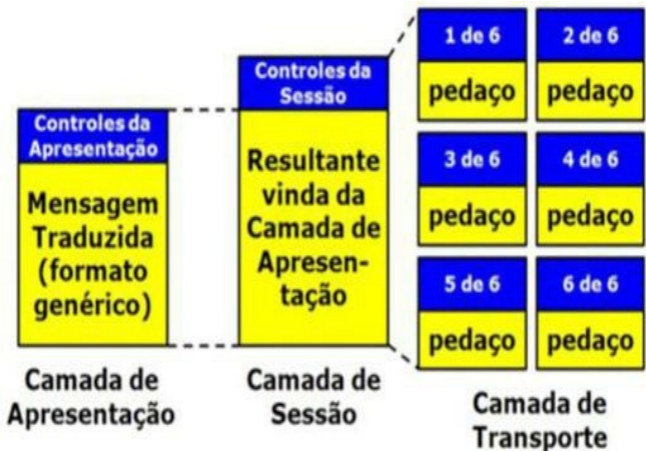 Controles da
Apresentação
Mensagem
Traduzida
(formato
genérico)
Camada de
Apresentação
Controles da
Sessão
Resultante
vinda da
Camada de
Apresen-
tação
Camada de
Sessão
1 de 6
pedaço
2 de 6
pedaço
3 de 6
pedaço
4 de 6
pedaço
5 de 6
pedaço
6 de 6
pedaço
Camada de
Transporte